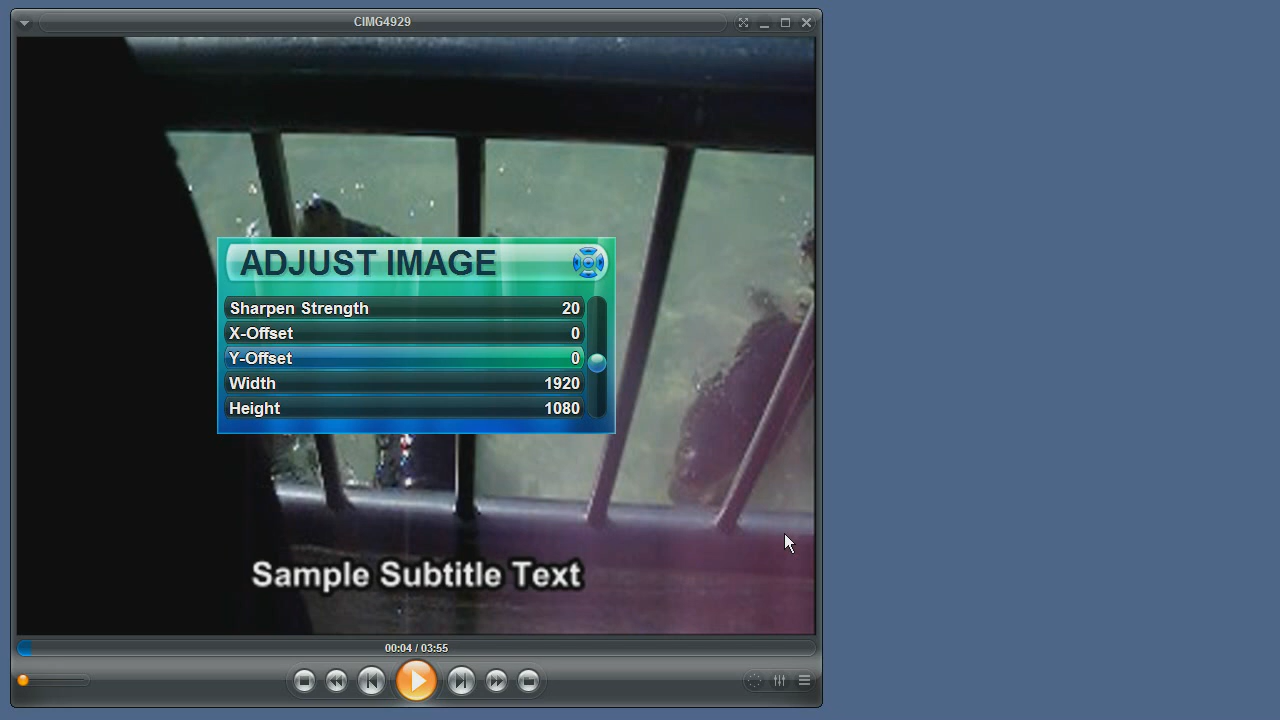 CIMG4929
ADJUST IMAGE
Sharpen Strength 20
X-Offset 0
Y-Offset 0
Width 1920
Height 1080
Sample Subtitle Text
00:04 / 03:55